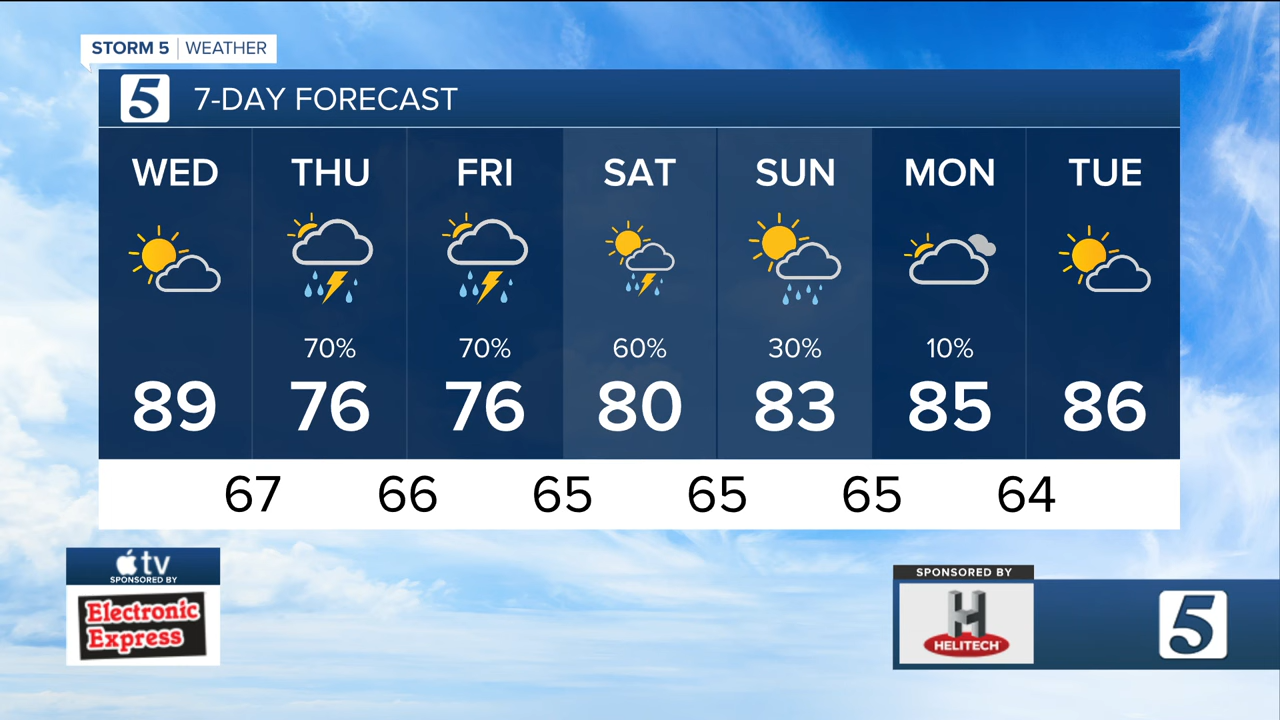 STORM 5 | WEATHER
5 7-DAY FORECAST
WED THU FRI SAT SUN MON TUE
70% 70% 60% 30% 10%
89 76 76 80 83 85 86
67 66 65 65 65 64
tv
SPONSORED BY
Electronic
Express
SPONSORED BY
H
HELITECH
5